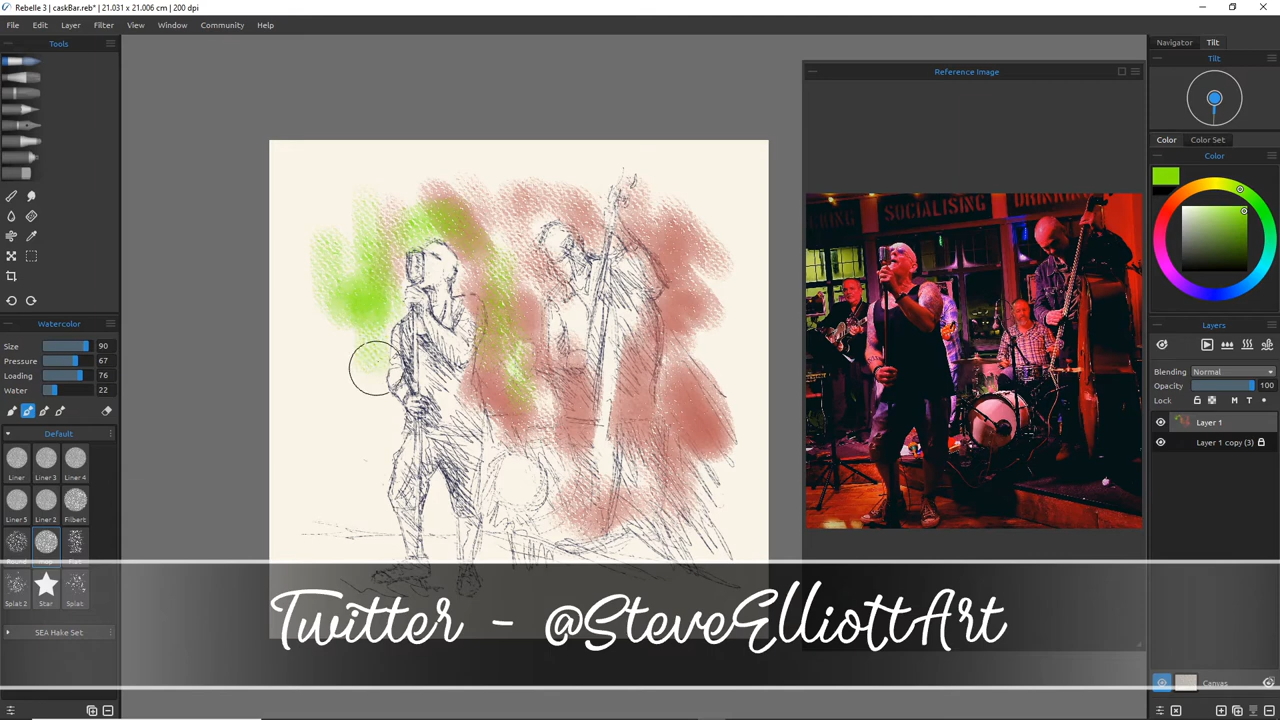 Rebelle 3 | caskBar.reb* | 21.031 x 21.006 cm | 200 dpi
File Edit Layer Filter View Window Community Help
Tools
Watercolor
Size 90
Pressure 67
Loading 76
Water 22
Default
Liner Liner 3 Liner 4
Liner 5 Liner 2 Filbert
Splat 2 Star Splat
SEA Hake Set
Reference Image
SOCIALISING DRINKING
Navigator Tilt
Tilt
Color Color Set
Color
Layers
Blending Normal
Opacity 100
Lock M T
Layer 1
Layer 1 copy (3)
Canvas
Twitter - @SteveElliottArt